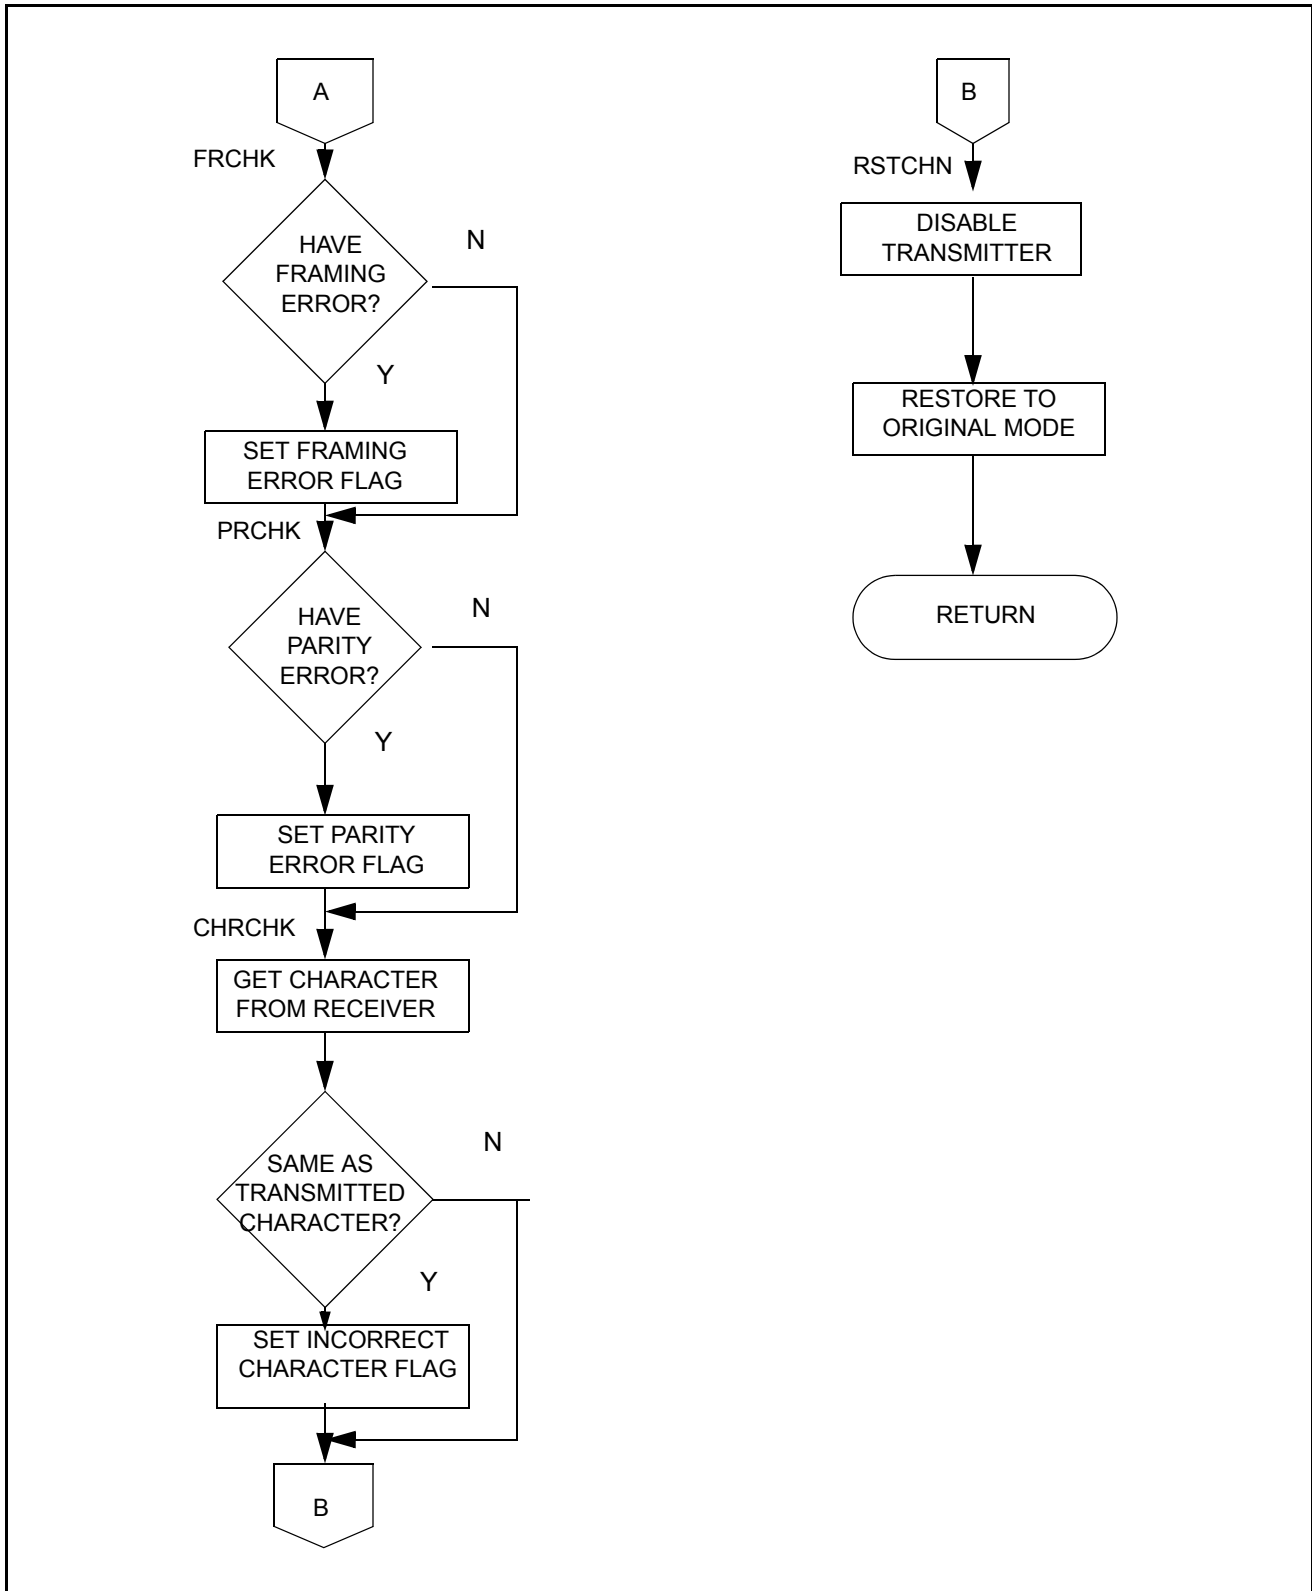 A
FRCHK
HAVE
FRAMING
ERROR?
N
Y
SET FRAMING
ERROR FLAG
PRCHK
HAVE
PARITY
ERROR?
N
Y
SET PARITY
ERROR FLAG
CHRCHK
GET CHARACTER
FROM RECEIVER
SAME AS
TRANSMITTED
CHARACTER?
N
Y
SET INCORRECT
CHARACTER FLAG
B
B
RSTCHN
DISABLE
TRANSMITTER
RESTORE TO
ORIGINAL MODE
RETURN